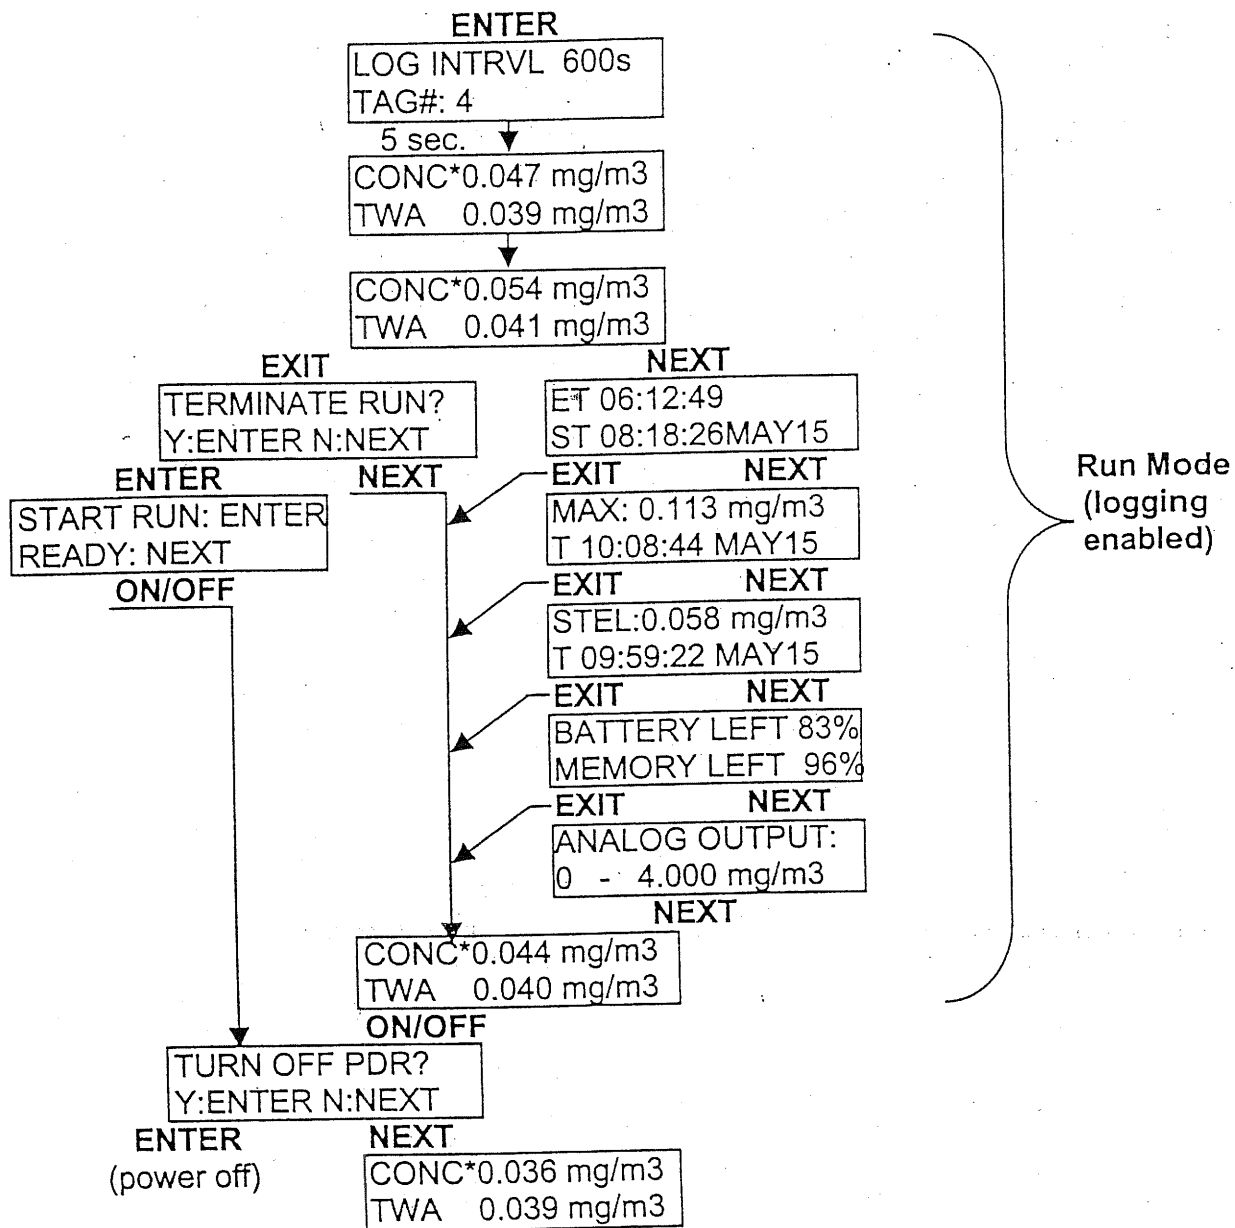 ENTER
LOG INTRVL 600s
TAG#: 4
5 sec.
CONC*0.047 mg/m3
TWA 0.039 mg/m3
CONC*0.054 mg/m3
TWA 0.041 mg/m3
EXIT
TERMINATE RUN?
Y:ENTER N:NEXT
ENTER NEXT
START RUN: ENTER
READY: NEXT
ON/OFF
NEXT
ET 06:12:49
ST 08:18:26MAY15
EXIT NEXT
MAX: 0.113 mg/m3
T 10:08:44 MAY15
EXIT NEXT
STEL:0.058 mg/m3
T 09:59:22 MAY15
EXIT NEXT
BATTERY LEFT 83%
MEMORY LEFT 96%
EXIT NEXT
ANALOG OUTPUT:
0 - 4.000 mg/m3
NEXT
CONC*0.044 mg/m3
TWA 0.040 mg/m3
ON/OFF
TURN OFF PDR?
Y:ENTER N:NEXT
ENTER
(power off)
NEXT
CONC*0.036 mg/m3
TWA 0.039 mg/m3
Run Mode
(logging
enabled)